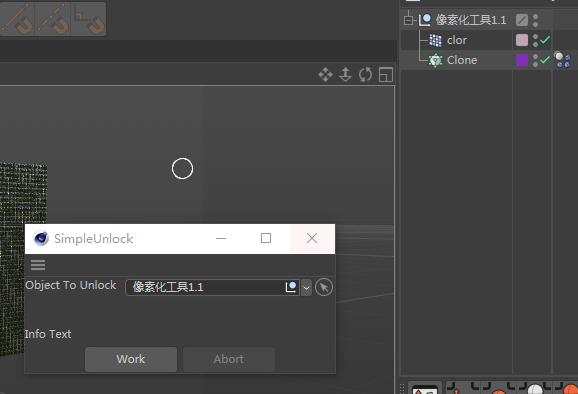 像素化工具1.1
clor
Clone
SimpleUnlock
Object To Unlock 像素化工具1.1
Info Text
Work Abort